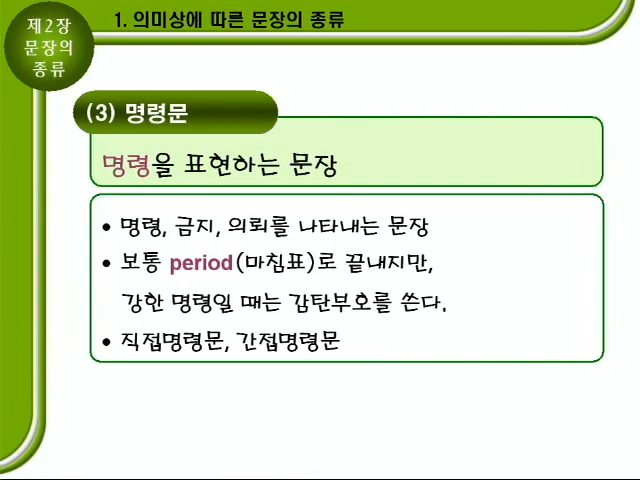 제2장
문장의
종류
1. 의미상에 따른 문장의 종류
(3) 명령문
명령을 표현하는 문장
• 명령, 금지, 의뢰를 나타내는 문장
• 보통 period(마침표)로 끝내지만,
강한 명령일 때는 감탄부호를 쓴다.
• 직접명령문, 간접명령문